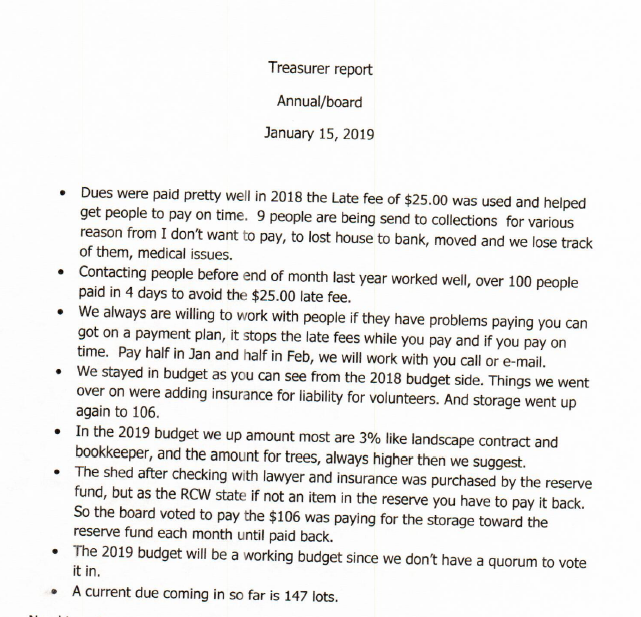 Treasurer report
Annual/board
January 15, 2019
• Dues were paid pretty well in 2018 the Late fee of $25.00 was used and helped
get people to pay on time. 9 people are being send to collections for various
reason from I don't want to pay, to lost house to bank, moved and we lose track
of them, medical issues.
• Contacting people before end of month last year worked well, over 100 people
paid in 4 days to avoid the $25.00 late fee.
• We always are willing to work with people if they have problems paying you can
got on a payment plan, it stops the late fees while you pay and if you pay on
time. Pay half in Jan and half in Feb, we will work with you call or e-mail.
• We stayed in budget as you can see from the 2018 budget side. Things we went
over on were adding insurance for liability for volunteers. And storage went up
again to 106.
• In the 2019 budget we up amount most are 3% like landscape contract and
bookkeeper, and the amount for trees, always higher then we suggest.
• The shed after checking with lawyer and insurance was purchased by the reserve
fund, but as the RCW state if not an item in the reserve you have to pay it back.
So the board voted to pay the $106 was paying for the storage toward the
reserve fund each month until paid back.
• The 2019 budget will be a working budget since we don't have a quorum to vote
it in.
• A current due coming in so far is 147 lots.